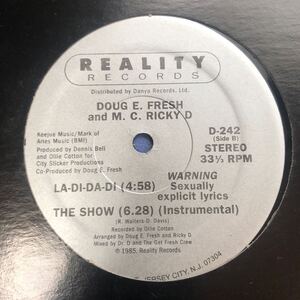 REALITY
RECORDS
Distributed by Danya Records, Ltd.
DOUG E. FRESH
and M. C. RICKY D
Keejue Music/Mark of
Aries Music (BMI)
Produced by Dennis Bell
and Ollie Cotton for
City Slicker Productions
Co-Produced by Doug E. Fresh
D-242
(Side B)
STEREO
33⅓ RPM
LA-DI-DA-DI (4:58)
WARNING
Sexually
explicit lyrics
THE SHOW (6.28) (Instrumental)
(R. Walters-D. Davis)
Recorded by Ollie Cotton
Arranged by Doug E. Fresh and Ricky D
Mixed by Dr. D and The Get Fresh Crew
© 1985. Reality Records.
JERSEY CITY, N.J. 07304